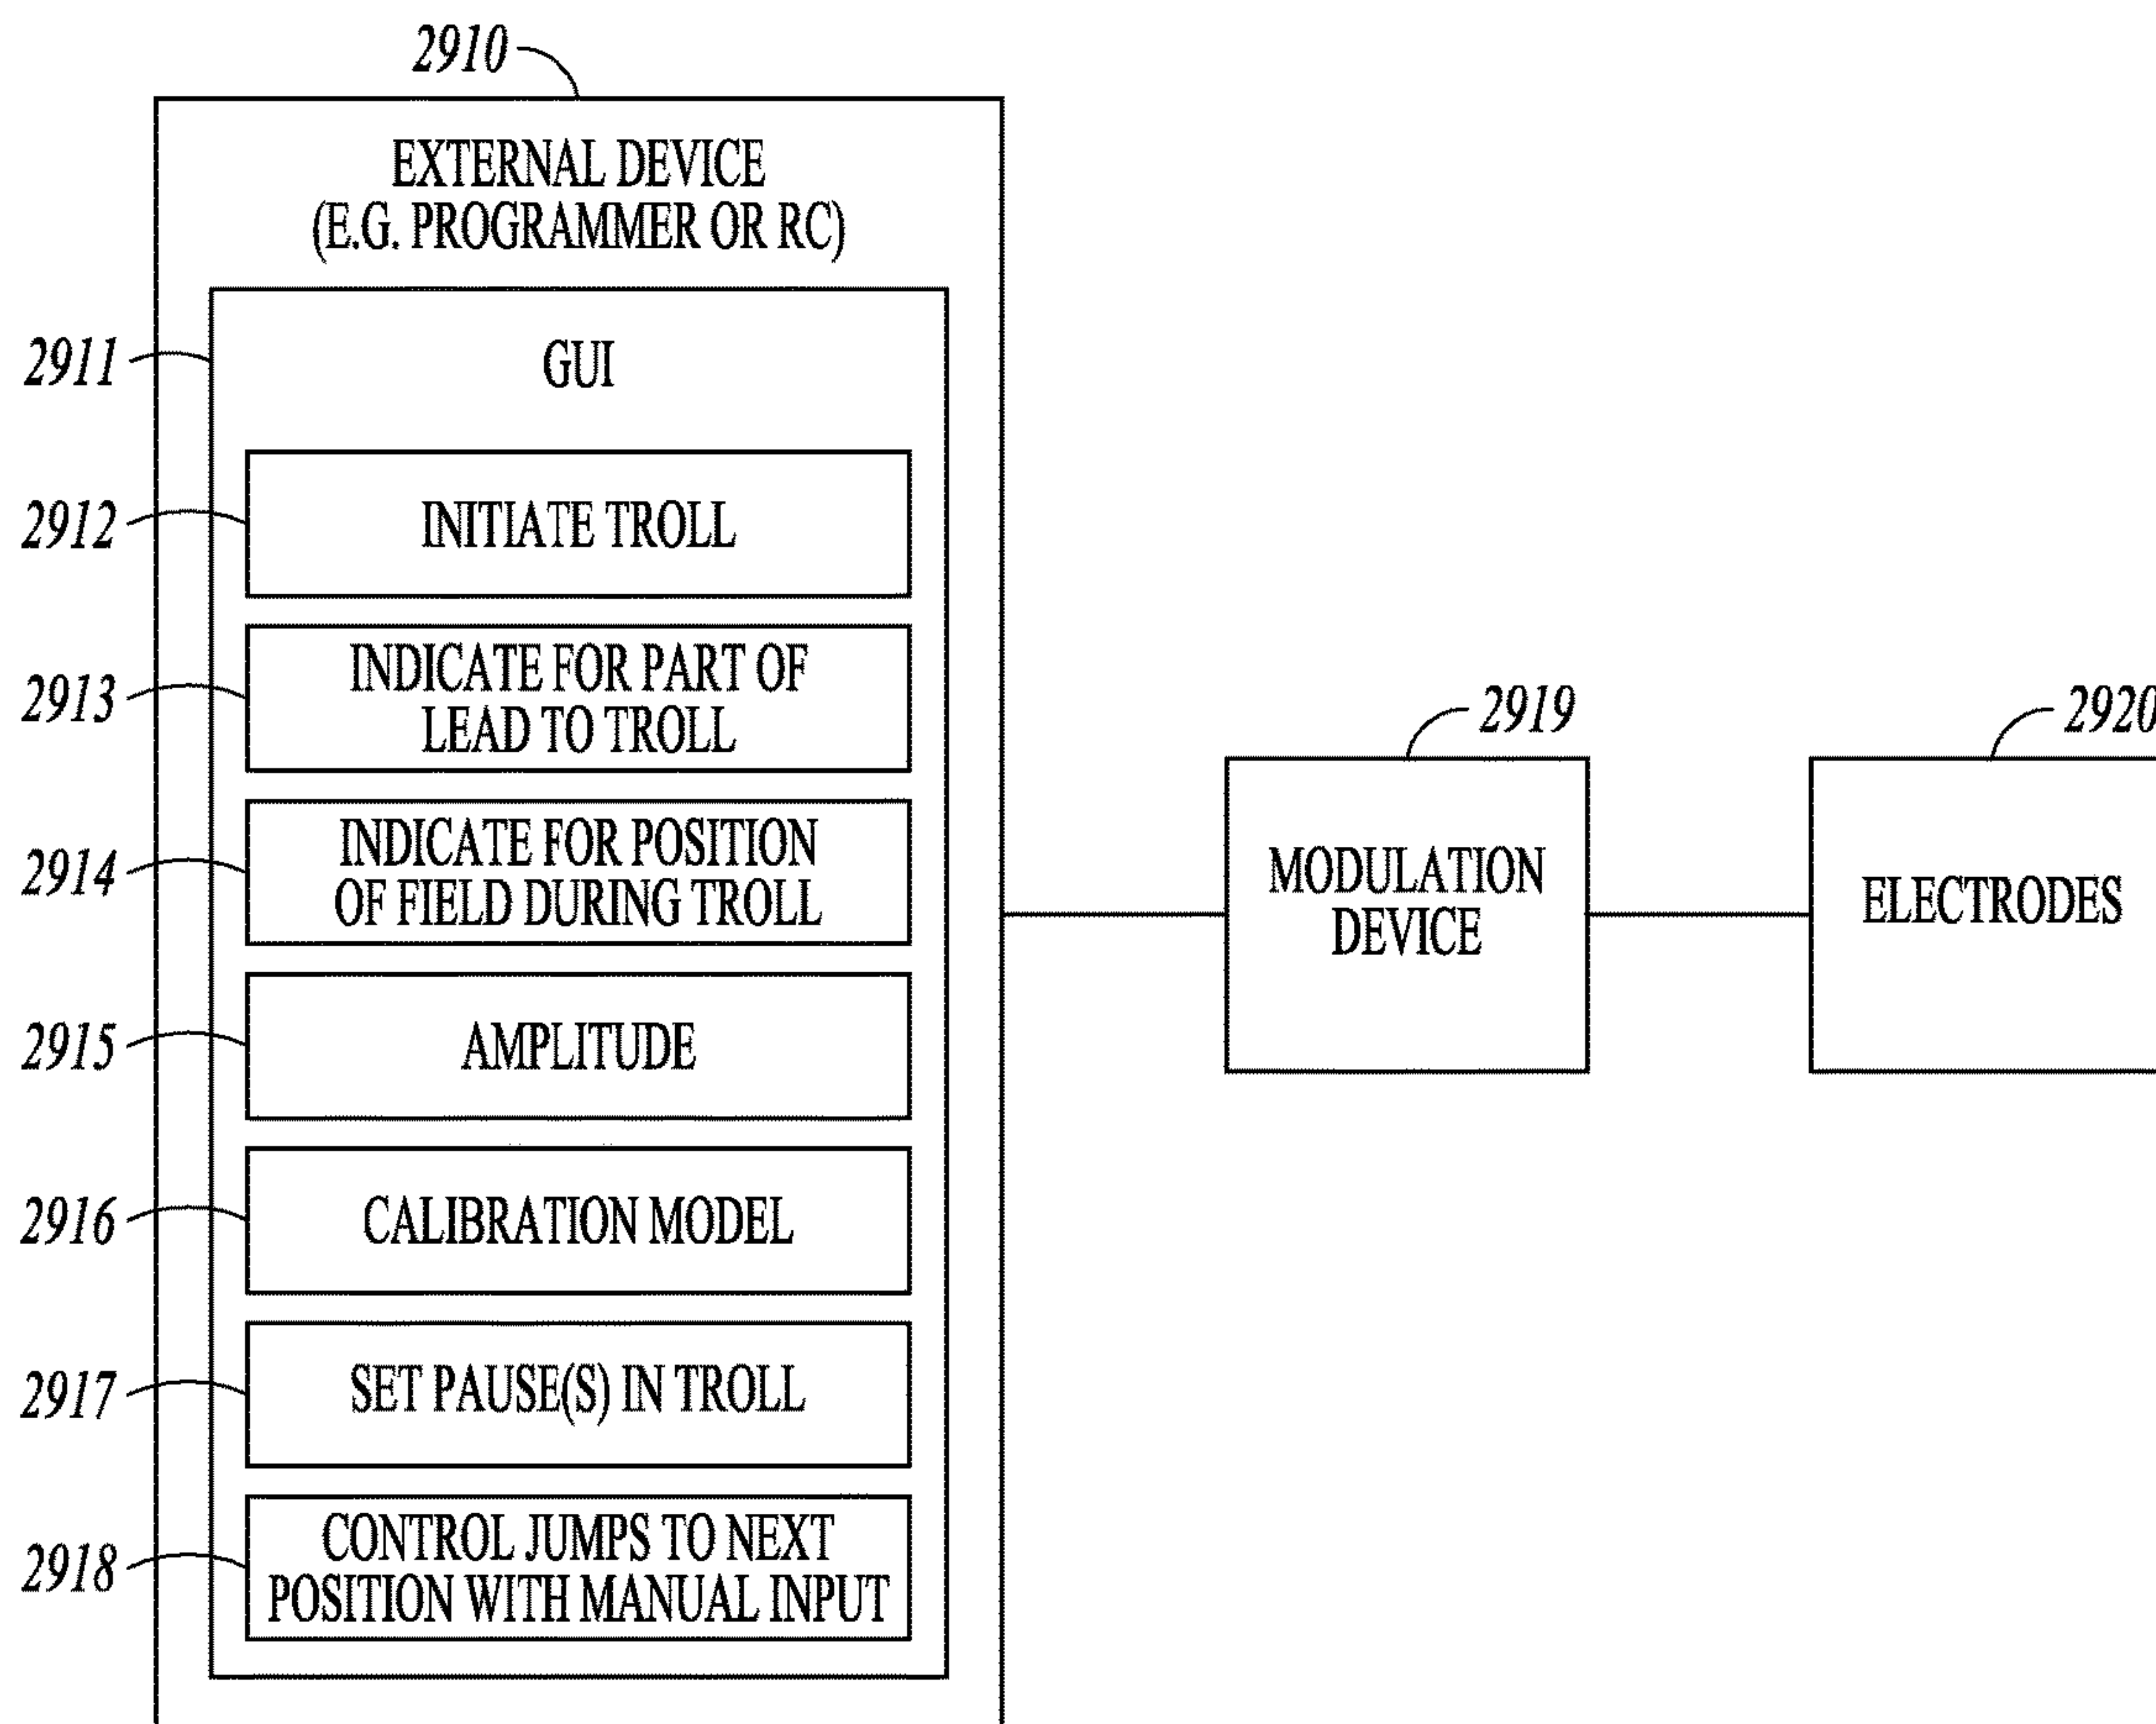 2910
EXTERNAL DEVICE
(E.G. PROGRAMMER OR RC)
2911
GUI
2912
INITIATE TROLL
2913
INDICATE FOR PART OF
LEAD TO TROLL
2914
INDICATE FOR POSITION
OF FIELD DURING TROLL
2915
AMPLITUDE
2916
CALIBRATION MODEL
2917
SET PAUSE(S) IN TROLL
2918
CONTROL JUMPS TO NEXT
POSITION WITH MANUAL INPUT
2919
MODULATION
DEVICE
2920
ELECTRODES